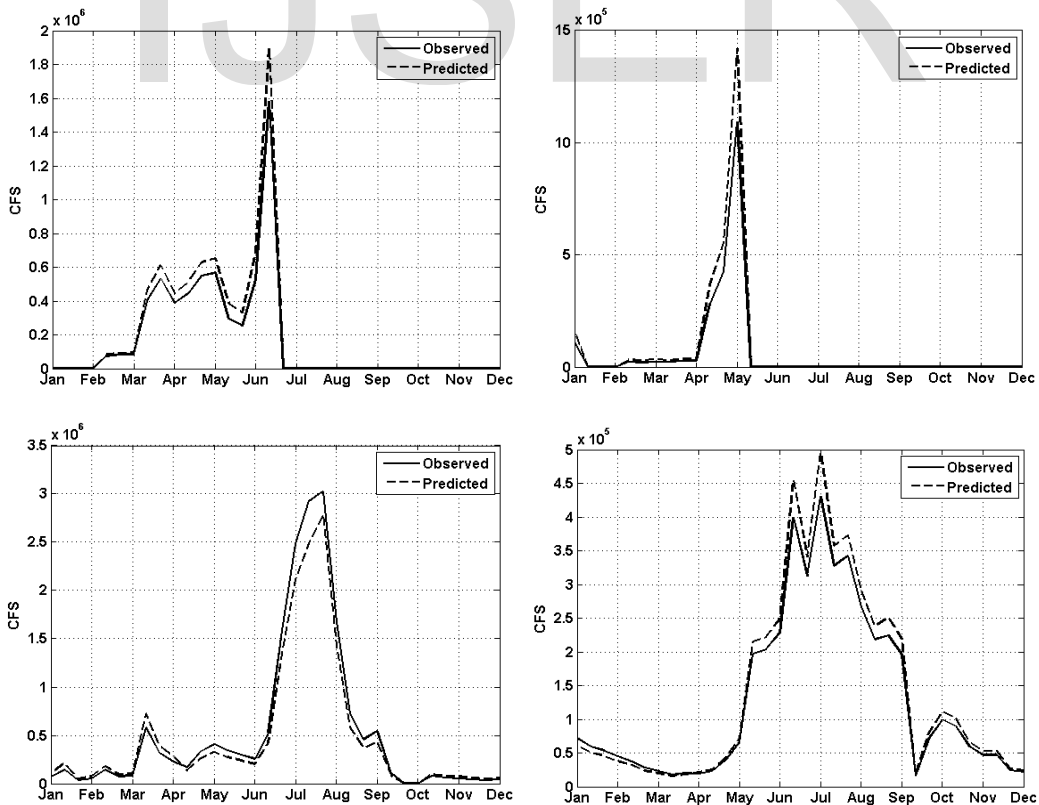 IJSER
x 10^6
2
1.8
1.6
1.4
1.2
1
0.8
0.6
0.4
0.2
0
CFS
Observed
Predicted
Jan Feb Mar Apr May Jun Jul Aug Sep Oct Nov Dec
x 10^5
15
10
5
0
CFS
Observed
Predicted
Jan Feb Mar Apr May Jun Jul Aug Sep Oct Nov Dec
x 10^6
3.5
3
2.5
2
1.5
1
0.5
0
CFS
Observed
Predicted
Jan Feb Mar Apr May Jun Jul Aug Sep Oct Nov Dec
x 10^5
5
4.5
4
3.5
3
2.5
2
1.5
1
0.5
0
CFS
Observed
Predicted
Jan Feb Mar Apr May Jun Jul Aug Sep Oct Nov Dec